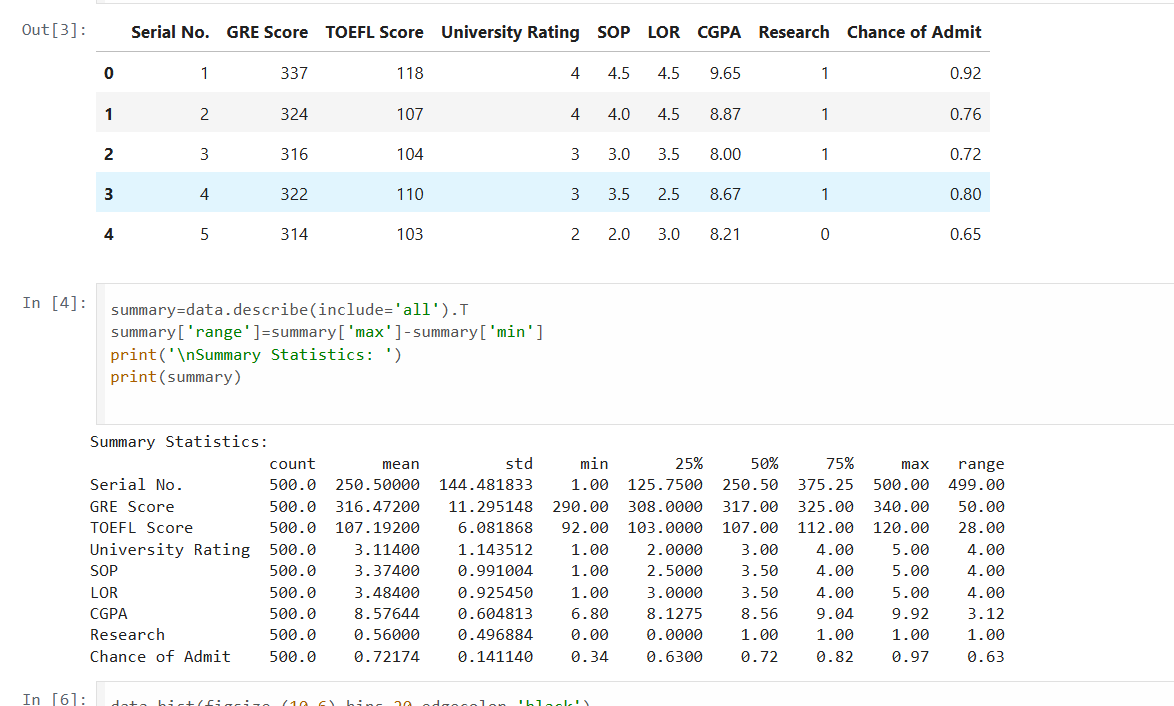 Out[3]:
Serial No. GRE Score TOEFL Score University Rating SOP LOR CGPA Research Chance of Admit
0 1 337 118 4 4.5 4.5 9.65 1 0.92
1 2 324 107 4 4.0 4.5 8.87 1 0.76
2 3 316 104 3 3.0 3.5 8.00 1 0.72
3 4 322 110 3 3.5 2.5 8.67 1 0.80
4 5 314 103 2 2.0 3.0 8.21 0 0.65
In [4]:
summary=data.describe(include='all').T
summary['range']=summary['max']-summary['min']
print('\nSummary Statistics: ')
print(summary)
Summary Statistics:
count mean std min 25% 50% 75% max range
Serial No. 500.0 250.50000 144.481833 1.00 125.7500 250.50 375.25 500.00 499.00
GRE Score 500.0 316.47200 11.295148 290.00 308.0000 317.00 325.00 340.00 50.00
TOEFL Score 500.0 107.19200 6.081868 92.00 103.0000 107.00 112.00 120.00 28.00
University Rating 500.0 3.11400 1.143512 1.00 2.0000 3.00 4.00 5.00 4.00
SOP 500.0 3.37400 0.991004 1.00 2.5000 3.50 4.00 5.00 4.00
LOR 500.0 3.48400 0.925450 1.00 3.0000 3.50 4.00 5.00 4.00
CGPA 500.0 8.57644 0.604813 6.80 8.1275 8.56 9.04 9.92 3.12
Research 500.0 0.56000 0.496884 0.00 0.0000 1.00 1.00 1.00 1.00
Chance of Admit 500.0 0.72174 0.141140 0.34 0.6300 0.72 0.82 0.97 0.63
In [6]: